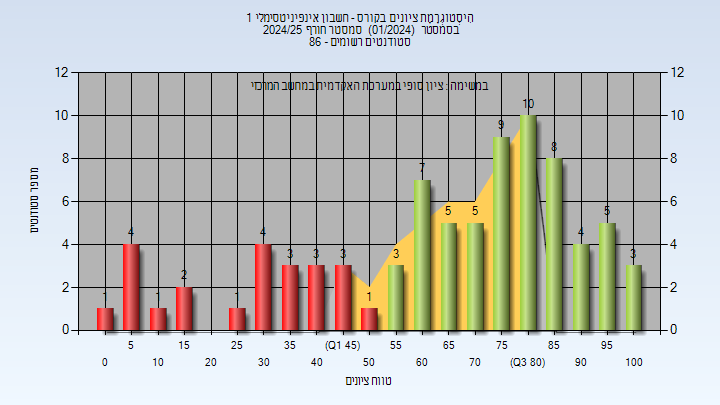 היסטוגרמת ציונים בקורס - חשבון אינפיניטסימלי 1
בסמסטר (01/2024) סמסטר חורף 2024/25
סטודנטים רשומים - 86
במשימה : ציון סופי במערכת האקדמית במחשב המרכזי
מספר סטודנטים
12 12
10 10
8 8
6 6
4 4
2 2
0 0
1 4 1 2 1 4 3 3 3 1 3 7 5 5 9 10 8 4 5 3
5 15 25 35 (Q1 45) 55 65 75 85 95
0 10 20 30 40 50 60 70 (Q3 80) 90 100
טווח ציונים